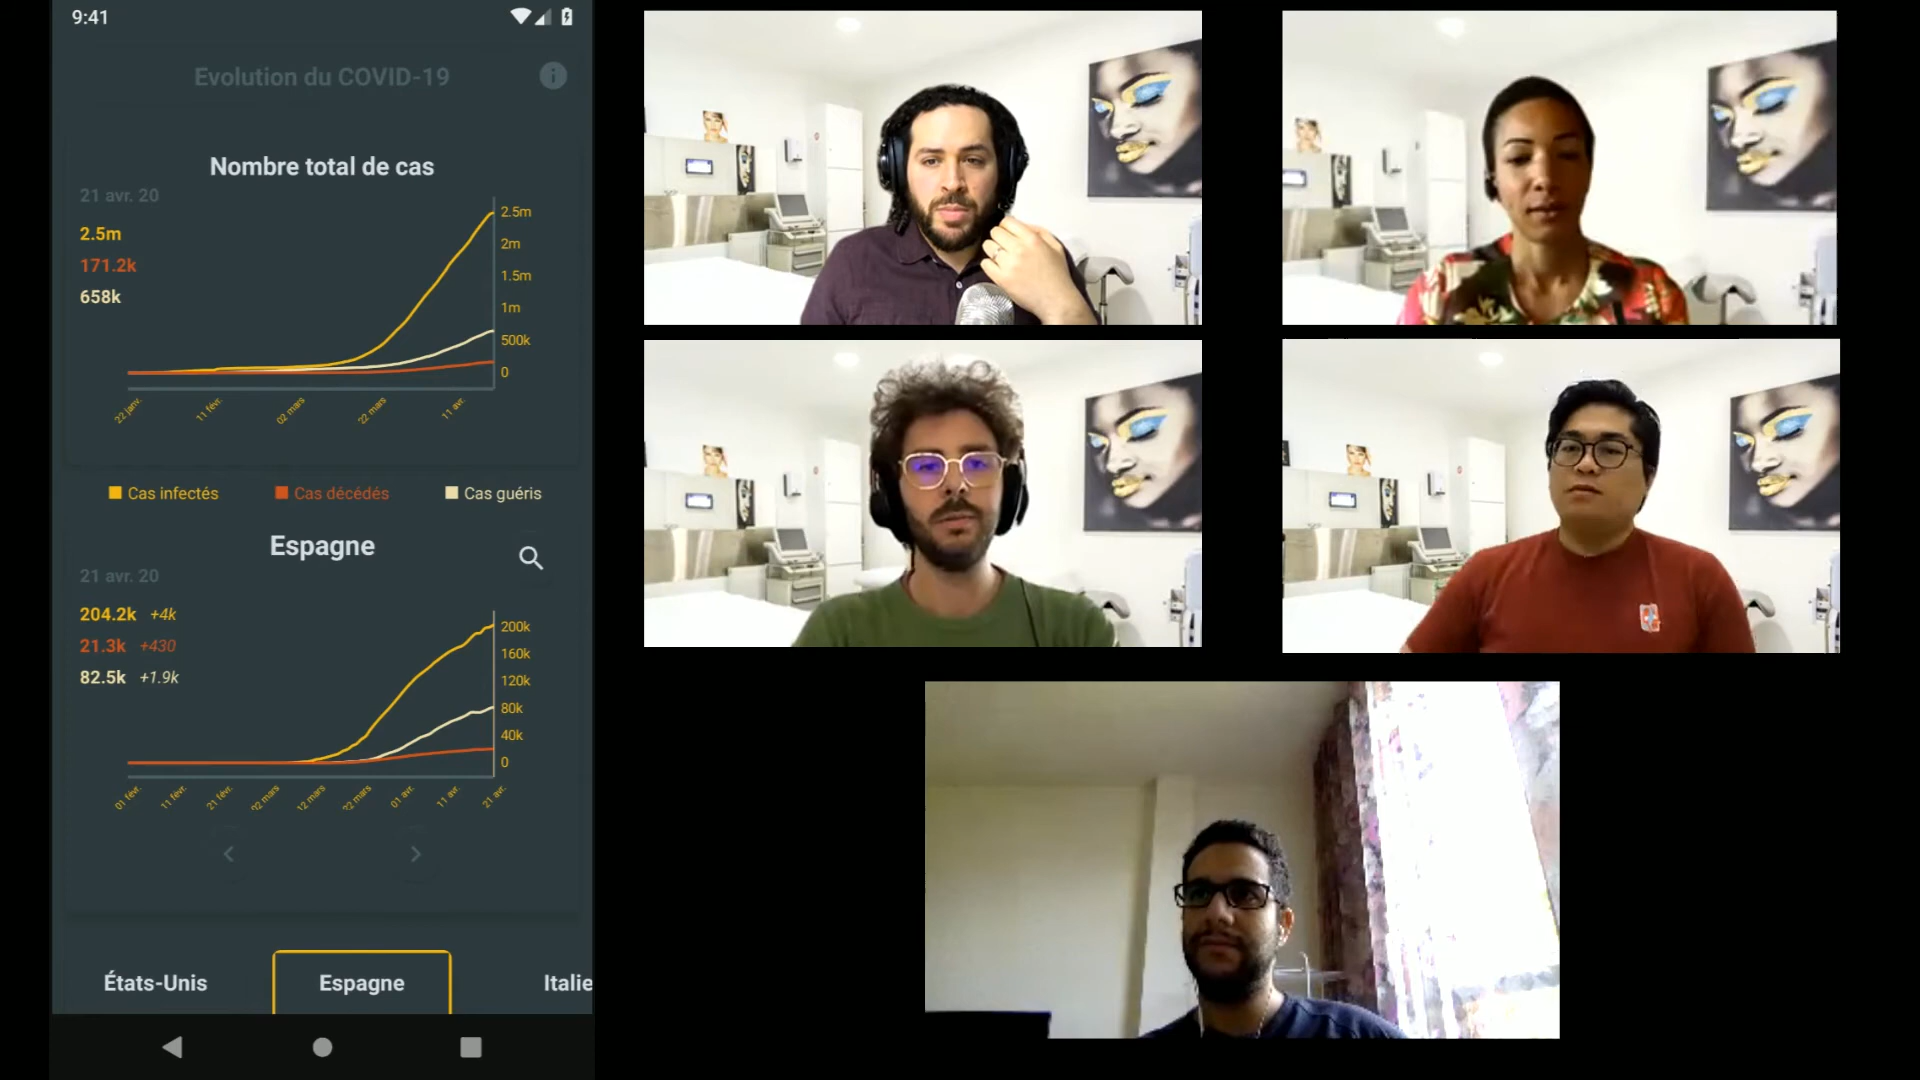 9:41
Evolution du COVID-19
Nombre total de cas
21 avr. 20
2.5m
171.2k
658k
2.5m
2m
1.5m
1m
500k
0
22 janv.
11 févr.
02 mars
22 mars
11 avr.
Cas infectés
Cas décédés
Cas guéris
Espagne
21 avr. 20
204.2k +4k
21.3k +430
82.5k +1.9k
200k
160k
120k
80k
40k
0
01 févr.
11 févr.
21 févr.
02 mars
12 mars
22 mars
01 avr.
11 avr.
21 avr.
États-Unis
Espagne
Italie